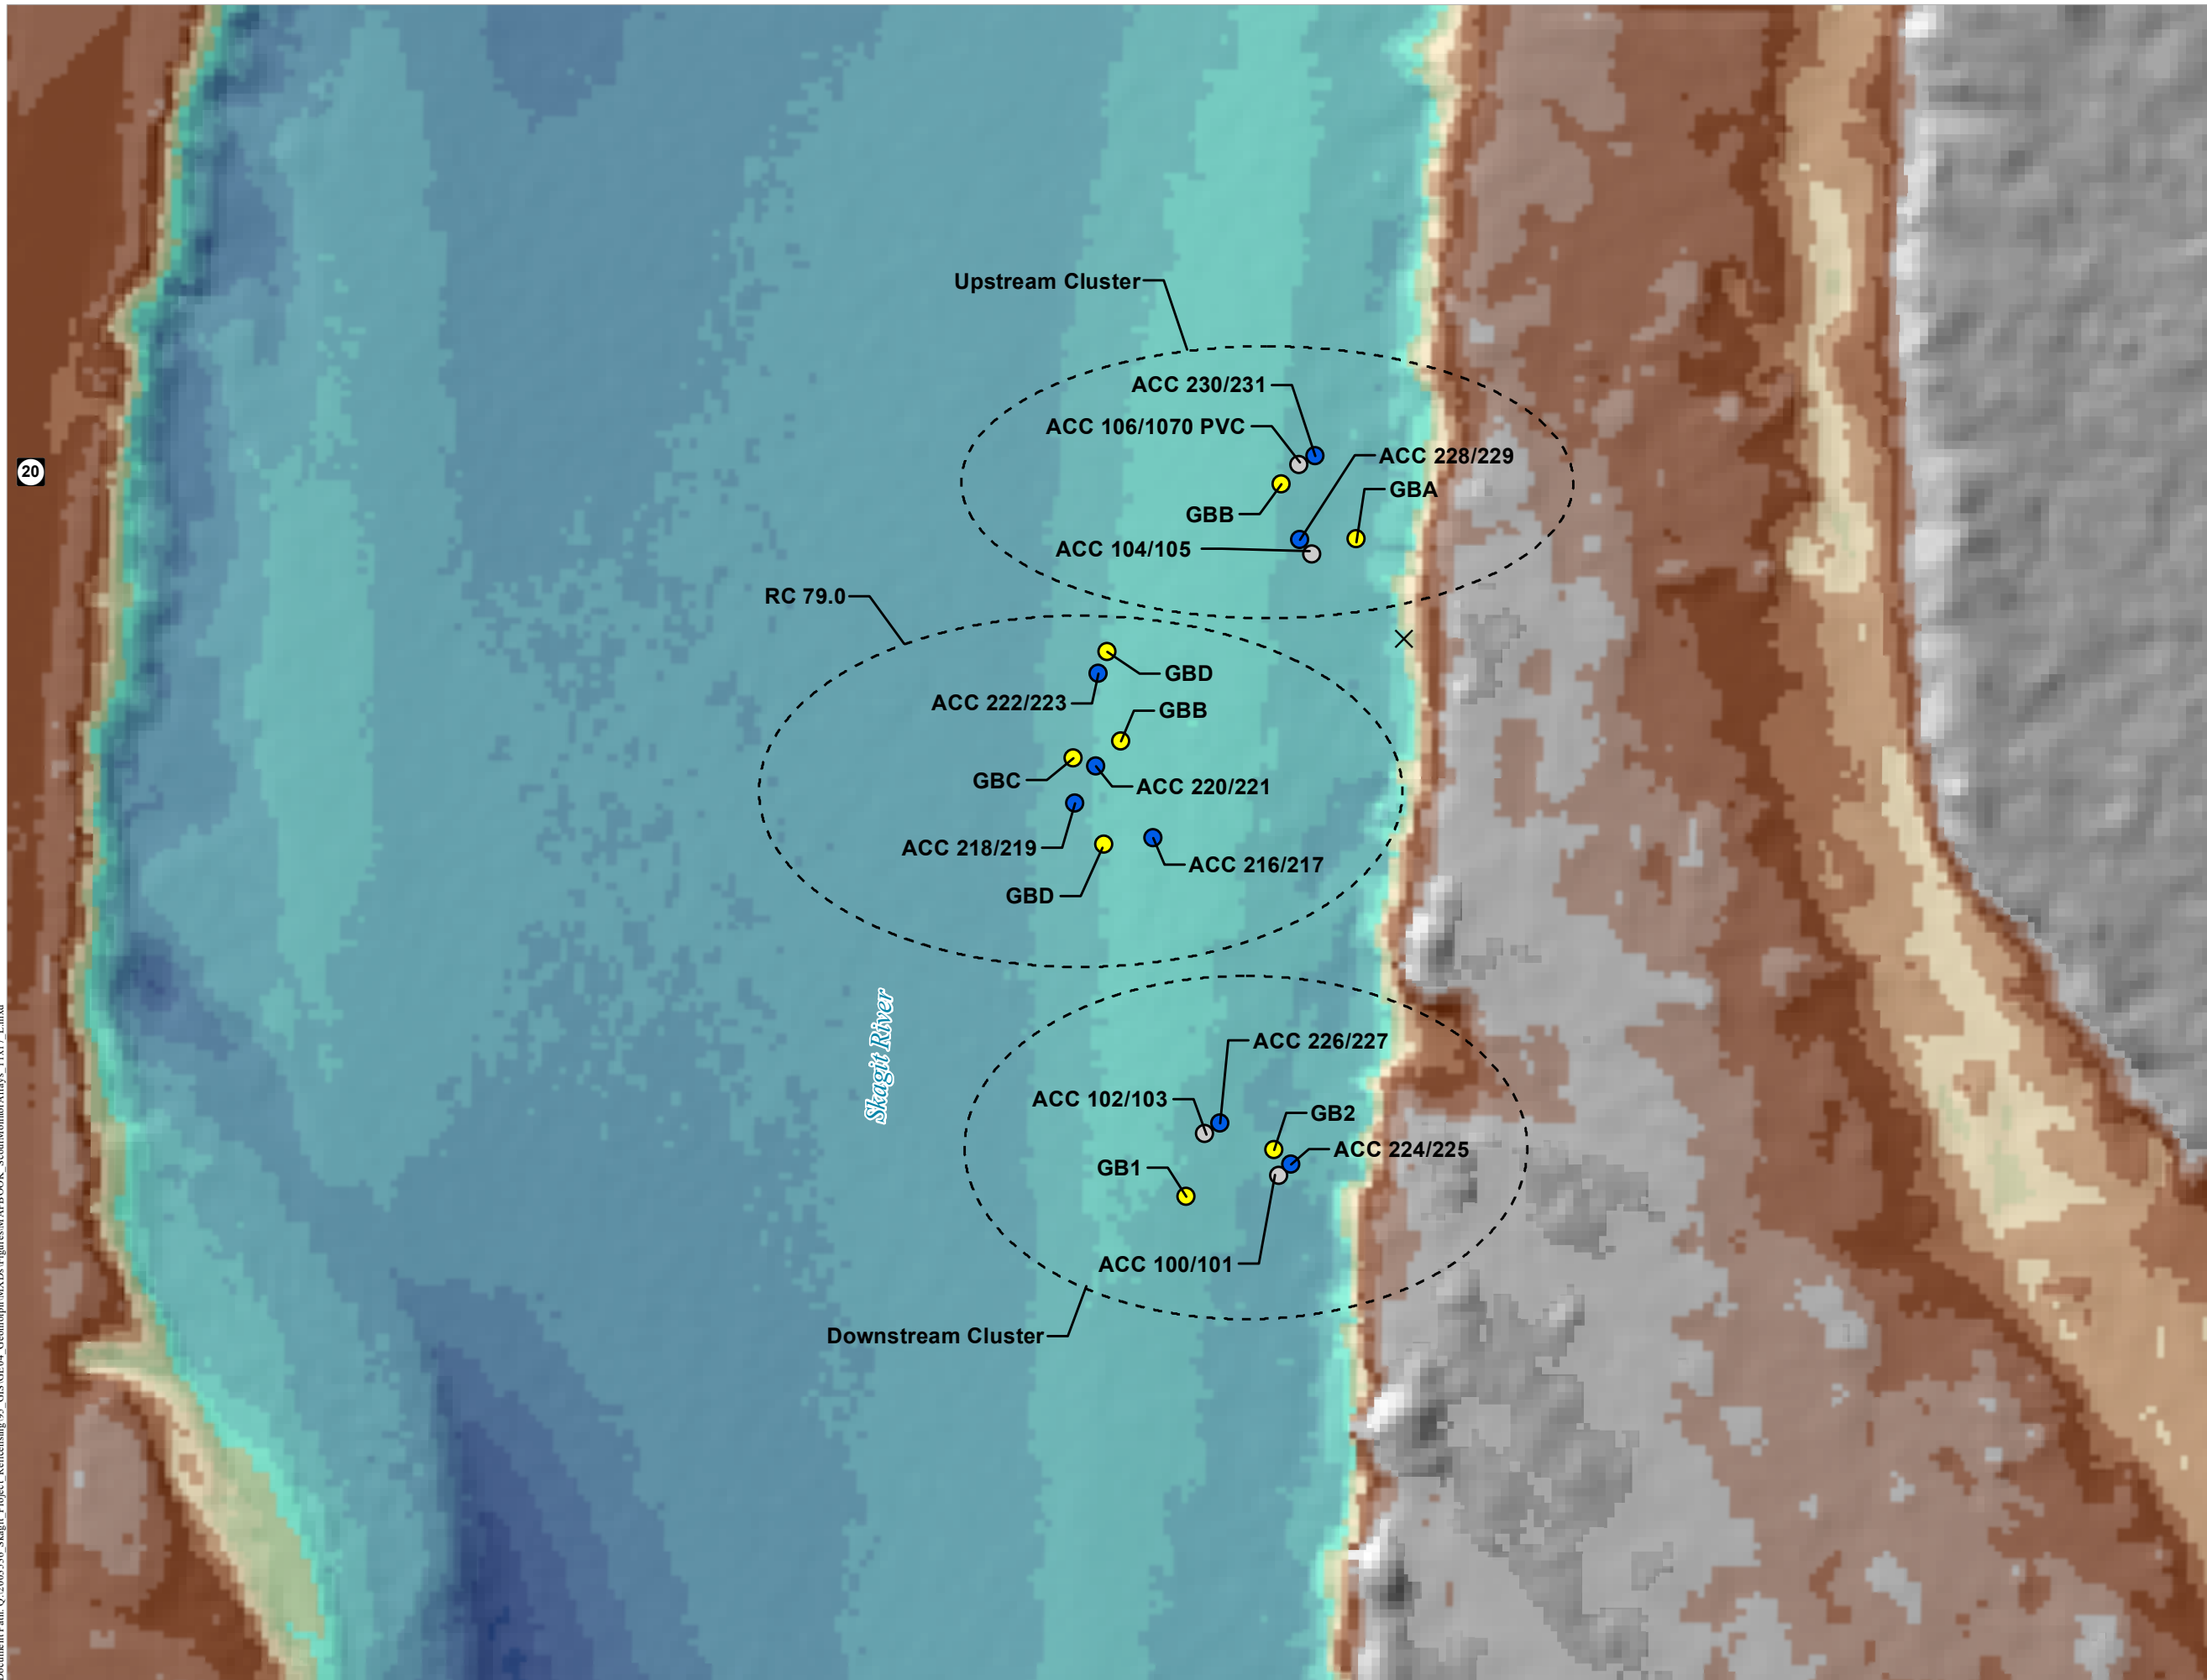 Upstream Cluster
ACC 230/231
ACC 106/1070 PVC
ACC 228/229
20
GBA
GBB
ACC 104/105
RC 79.0
GBD
ACC 222/223
GBB
GBC
ACC 220/221
ACC 218/219
ACC 216/217
GBD
Skagit River
ACC 226/227
ACC 102/103
GB2
ACC 224/225
GB1
ACC 100/101
Downstream Cluster